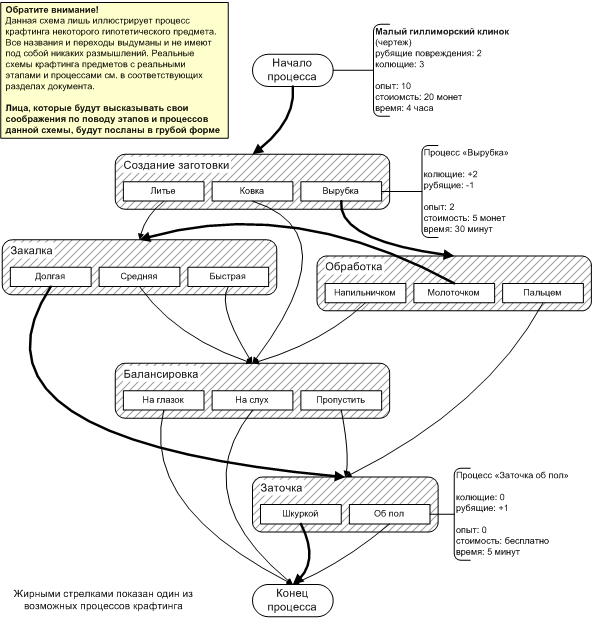 Обратите внимание!
Данная схема лишь иллюстрирует процесс
крафтинга некоторого гипотетического предмета.
Все названия и переходы выдуманы и не имеют
под собой никаких размышлений. Реальные
схемы крафтинга предметов с реальными
этапами и процессами см. в соответствующих
разделах документа.
Лица, которые будут высказывать свои
соображения по поводу этапов и процессов
данной схемы, будут посланы в грубой форме
Начало
процесса
Малый гиллиморский клинок
(чертеж)
рубящие повреждения: 2
колющие: 3
опыт: 10
стоимость: 20 монет
время: 4 часа
Создание заготовки
Литье
Ковка
Вырубка
Процесс «Вырубка»
колющие: +2
рубящие: -1
опыт: 2
стоимость: 5 монет
время: 30 минут
Закалка
Долгая
Средняя
Быстрая
Обработка
Напильничком
Молоточком
Пальцем
Балансировка
На глазок
На слух
Пропустить
Заточка
Шкуркой
Об пол
Процесс «Заточка об пол»
колющие: 0
рубящие: +1
опыт: 0
стоимость: бесплатно
время: 5 минут
Конец
процесса
Жирными стрелками показан один из
возможных процессов крафтинга